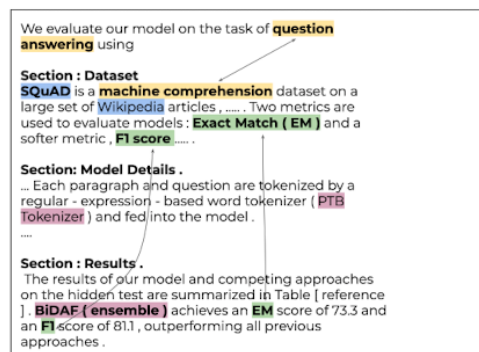 We evaluate our model on the task of question
answering using
Section : Dataset
SQuAD is a machine comprehension dataset on a
large set of Wikipedia articles , ..... . Two metrics are
used to evaluate models : Exact Match ( EM ) and a
softer metric , F1 score ..... .
Section: Model Details .
... Each paragraph and question are tokenized by a
regular - expression - based word tokenizer ( PTB
Tokenizer ) and fed into the model .
....
Section : Results .
The results of our model and competing approaches
on the hidden test are summarized in Table [ reference
] . BiDAF ( ensemble ) achieves an EM score of 73.3 and
an F1 score of 81.1 , outperforming all previous
approaches .